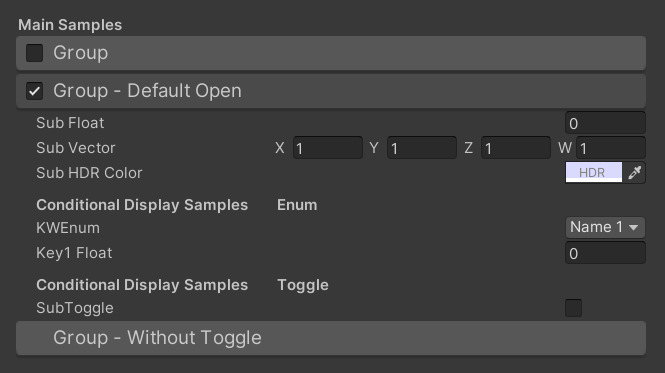 Main Samples
Group
Group - Default Open
Sub Float 0
Sub Vector X 1 Y 1 Z 1 W 1
Sub HDR Color HDR
Conditional Display Samples Enum
KWEnum Name 1
Key1 Float 0
Conditional Display Samples Toggle
SubToggle
Group - Without Toggle